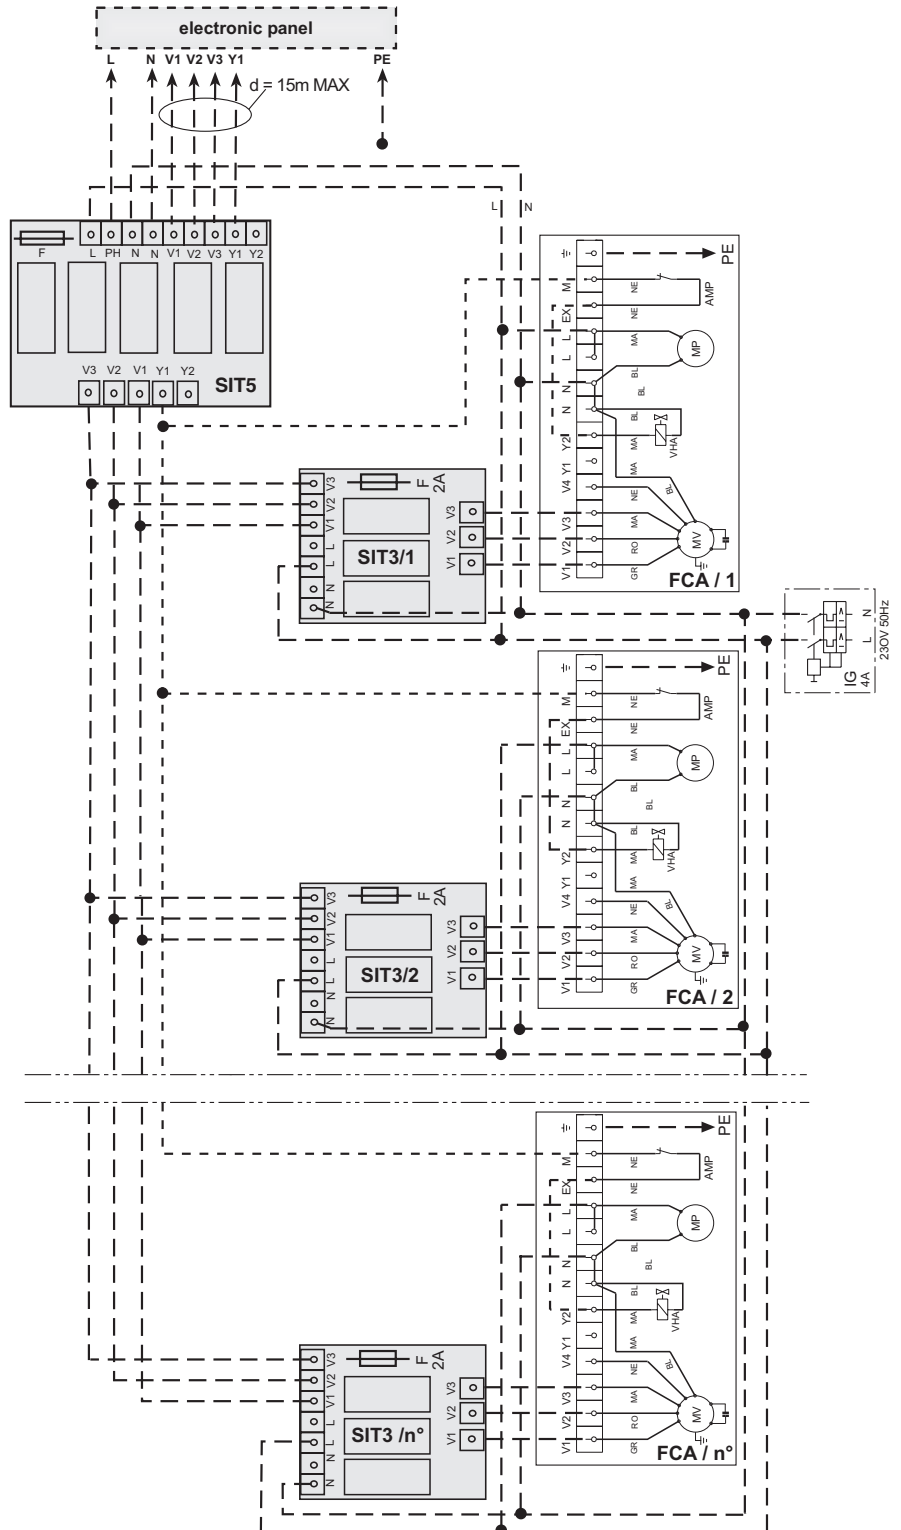 electronic panel
L N V1 V2 V3 Y1 PE
d = 15m MAX
L N
F L PH N N V1 V2 V3 Y1 Y2
V3 V2 V1 Y1 Y2
SIT5
PE
M
EX
L
L
N
N
Y2
Y1
V4
V3
V2
V1
NE
NE
MA
BL
BL
BL
MA
MA
NE
MA
RO
GR
BL
AMP
MP
VHA
MV
FCA / 1
V3
V2
V1
L
L
N
N
F
2A
SIT3/1
V3
V2
V1
N
L
230V 50Hz
IG
4A
PE
M
EX
L
L
N
N
Y2
Y1
V4
V3
V2
V1
NE
NE
MA
BL
BL
BL
MA
MA
NE
MA
RO
GR
BL
AMP
MP
VHA
MV
FCA / 2
V3
V2
V1
L
L
N
N
F
2A
SIT3/2
V3
V2
V1
PE
M
EX
L
L
N
N
Y2
Y1
V4
V3
V2
V1
NE
NE
MA
BL
BL
BL
MA
MA
NE
MA
RO
GR
BL
AMP
MP
VHA
MV
FCA / n°
V3
V2
V1
L
L
N
N
F
2A
SIT3 /n°
V3
V2
V1